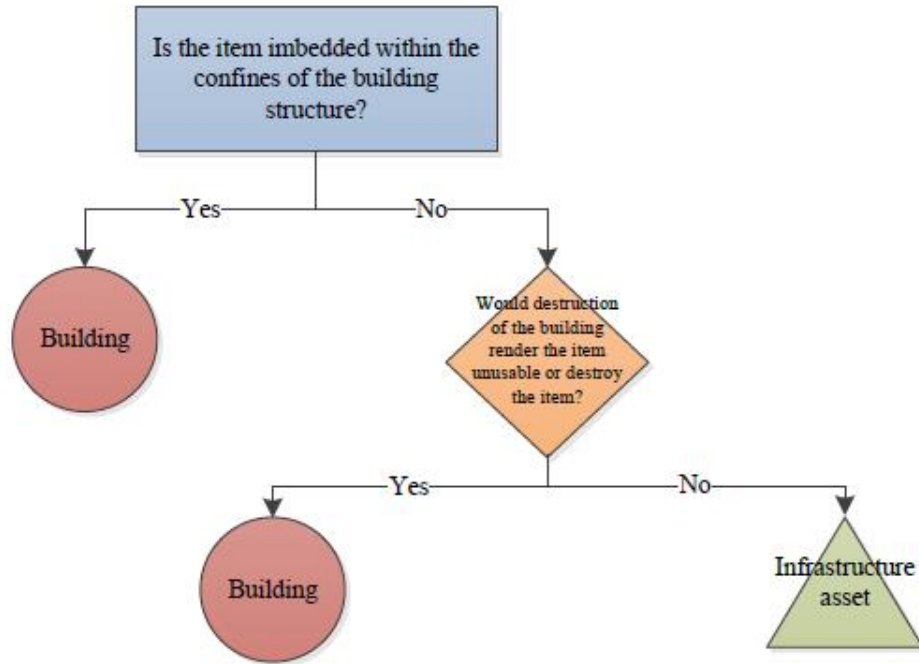 Is the item imbedded within the
confines of the building
structure?
Yes
No
Building
Would destruction
of the building
render the item
unusable or destroy
the item?
Yes
No
Building
Infrastructure
asset